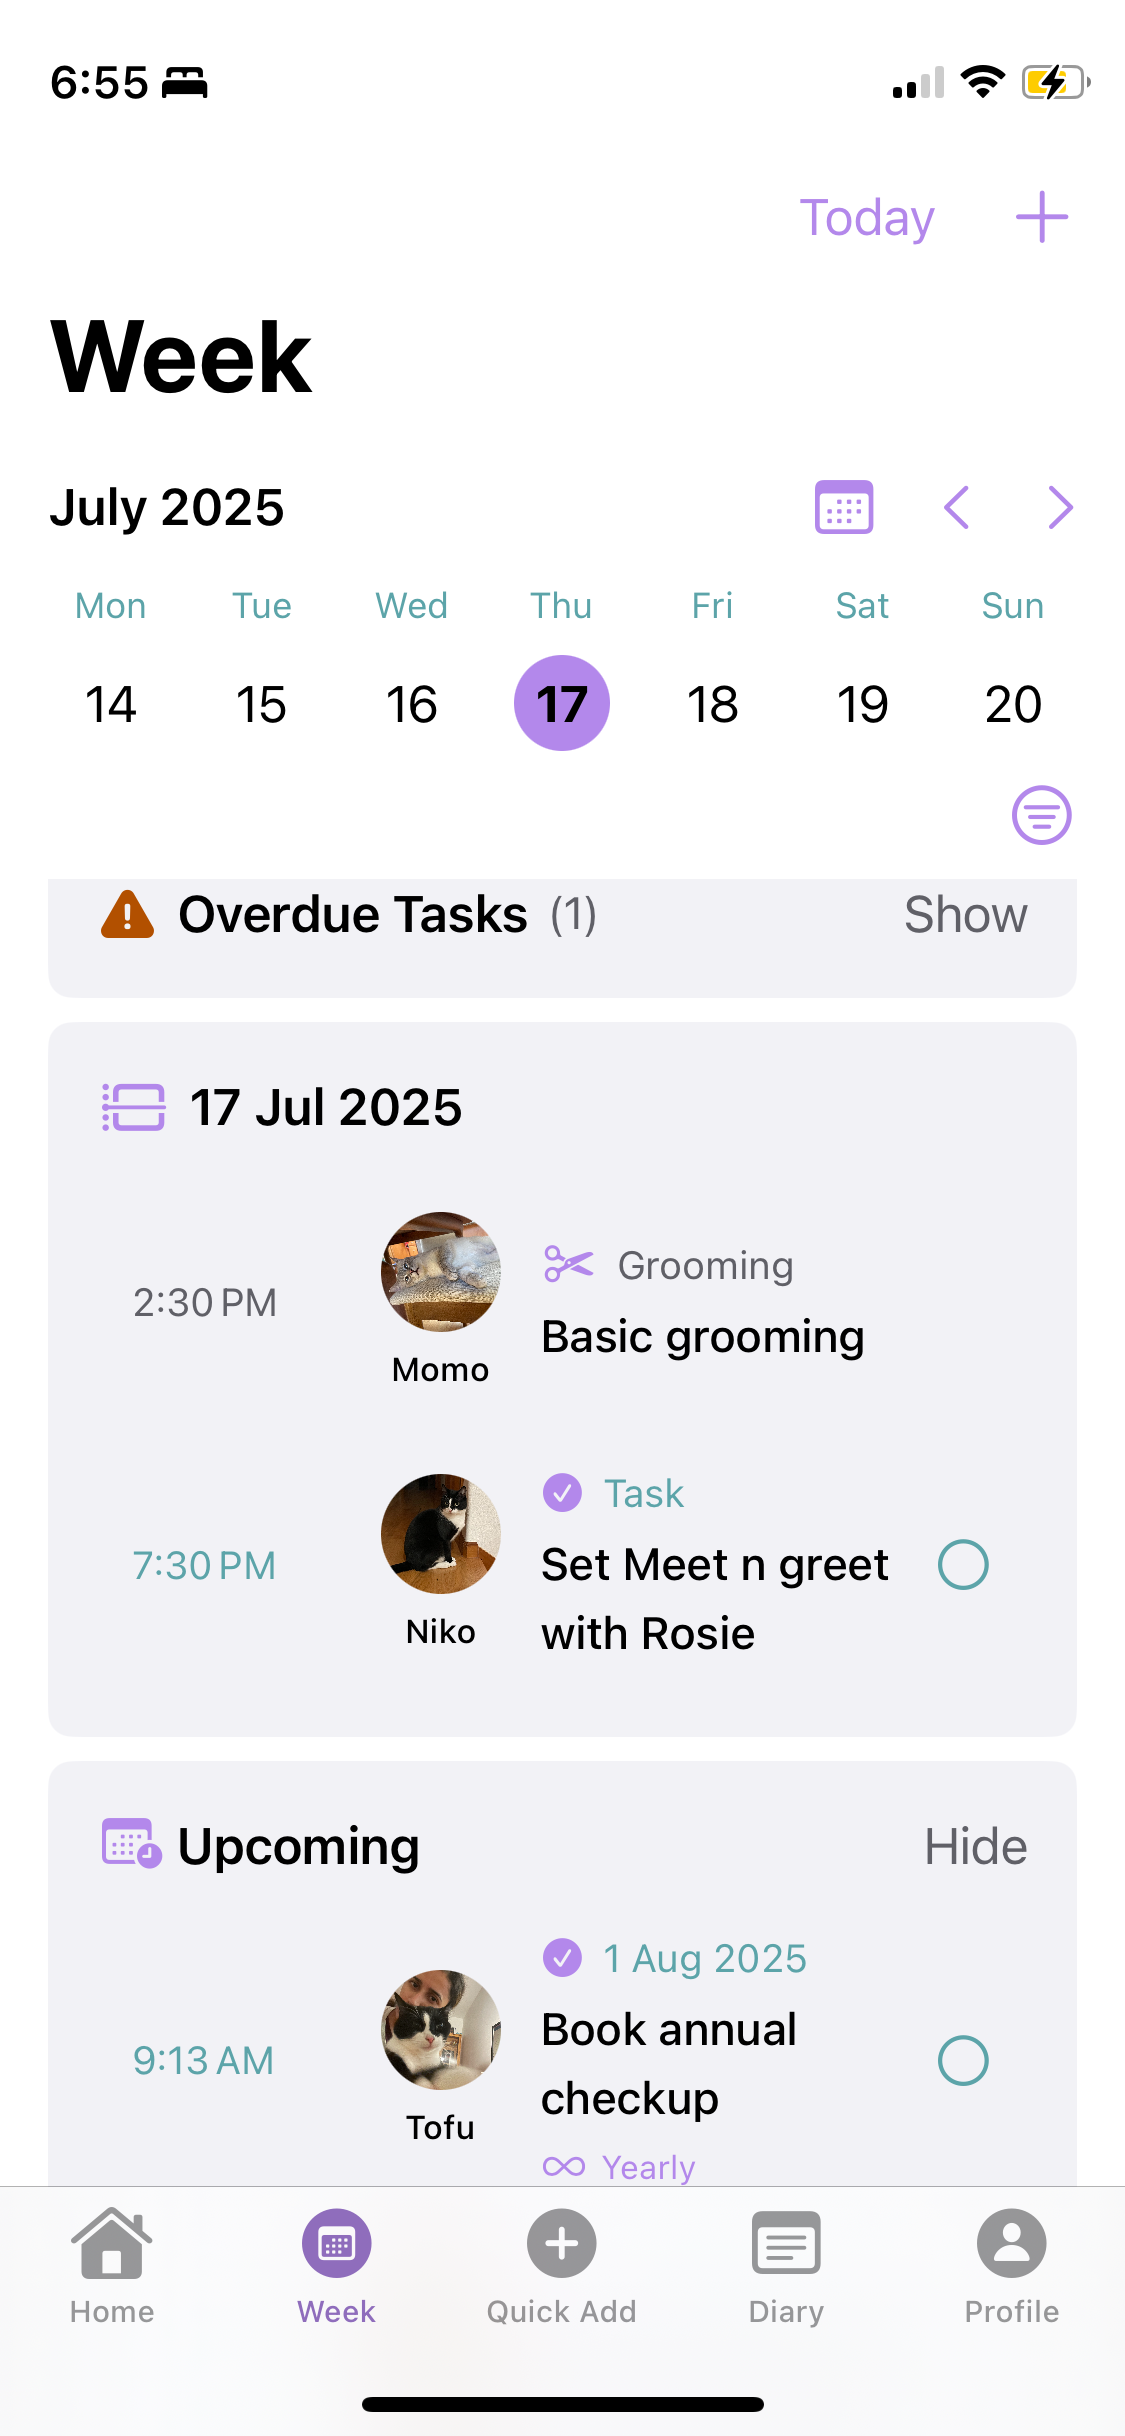 6:55
Today
Week
July 2025
Mon Tue Wed Thu Fri Sat Sun
14 15 16 17 18 19 20
Overdue Tasks (1) Show
17 Jul 2025
2:30 PM
Momo
Grooming
Basic grooming
7:30 PM
Niko
Task
Set Meet n greet
with Rosie
Upcoming Hide
9:13 AM
Tofu
1 Aug 2025
Book annual
checkup
Yearly
Home Week Quick Add Diary Profile